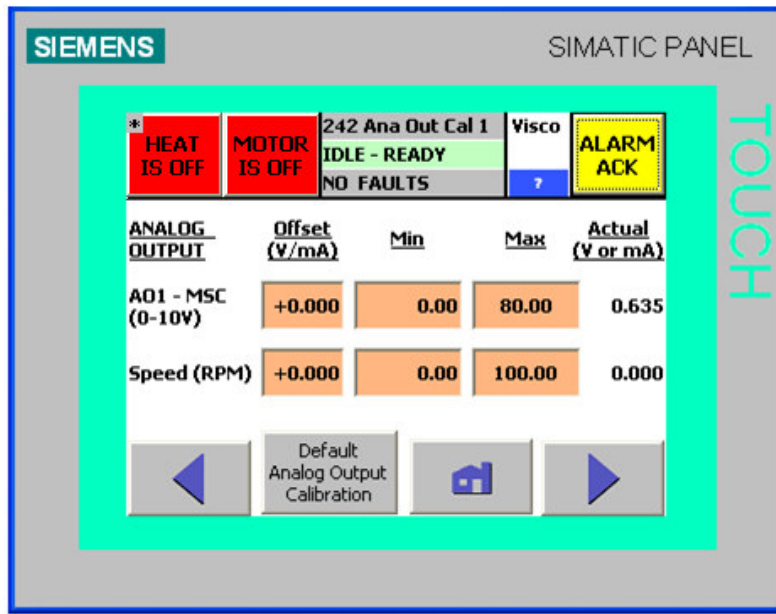 SIEMENS
SIMATIC PANEL
TOUCH
*
HEAT
IS OFF
MOTOR
IS OFF
242 Ana Out Cal 1
IDLE - READY
NO FAULTS
Visco
?
ALARM
ACK
ANALOG
OUTPUT
Offset
(V/mA)
Min
Max
Actual
(V or mA)
AO1 - MSC
(0-10V)
+0.000
0.00
80.00
0.635
Speed (RPM)
+0.000
0.00
100.00
0.000
Default
Analog Output
Calibration